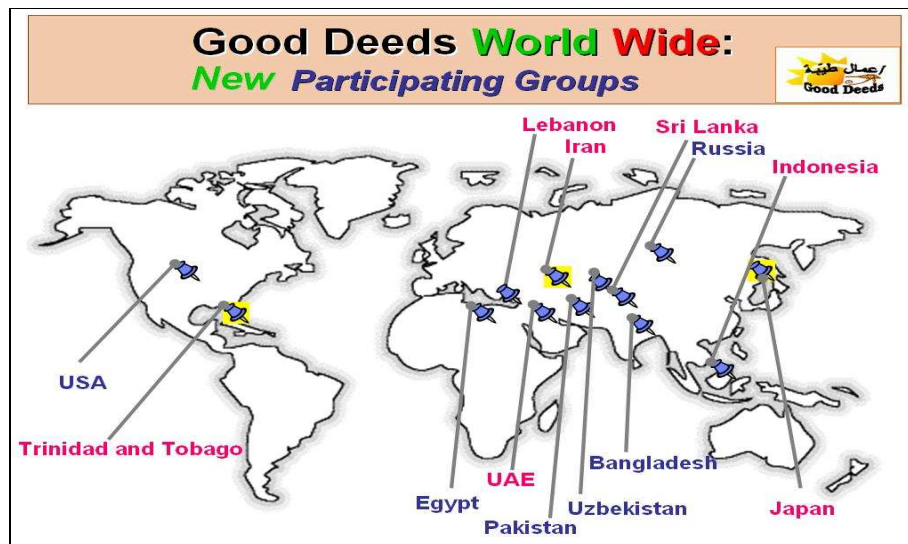 Good Deeds World Wide:
New Participating Groups
أعمال طيبة
Good Deeds
Lebanon
Sri Lanka
Iran
Russia
Indonesia
USA
Trinidad and Tobago
Bangladesh
UAE
Egypt
Uzbekistan
Japan
Pakistan